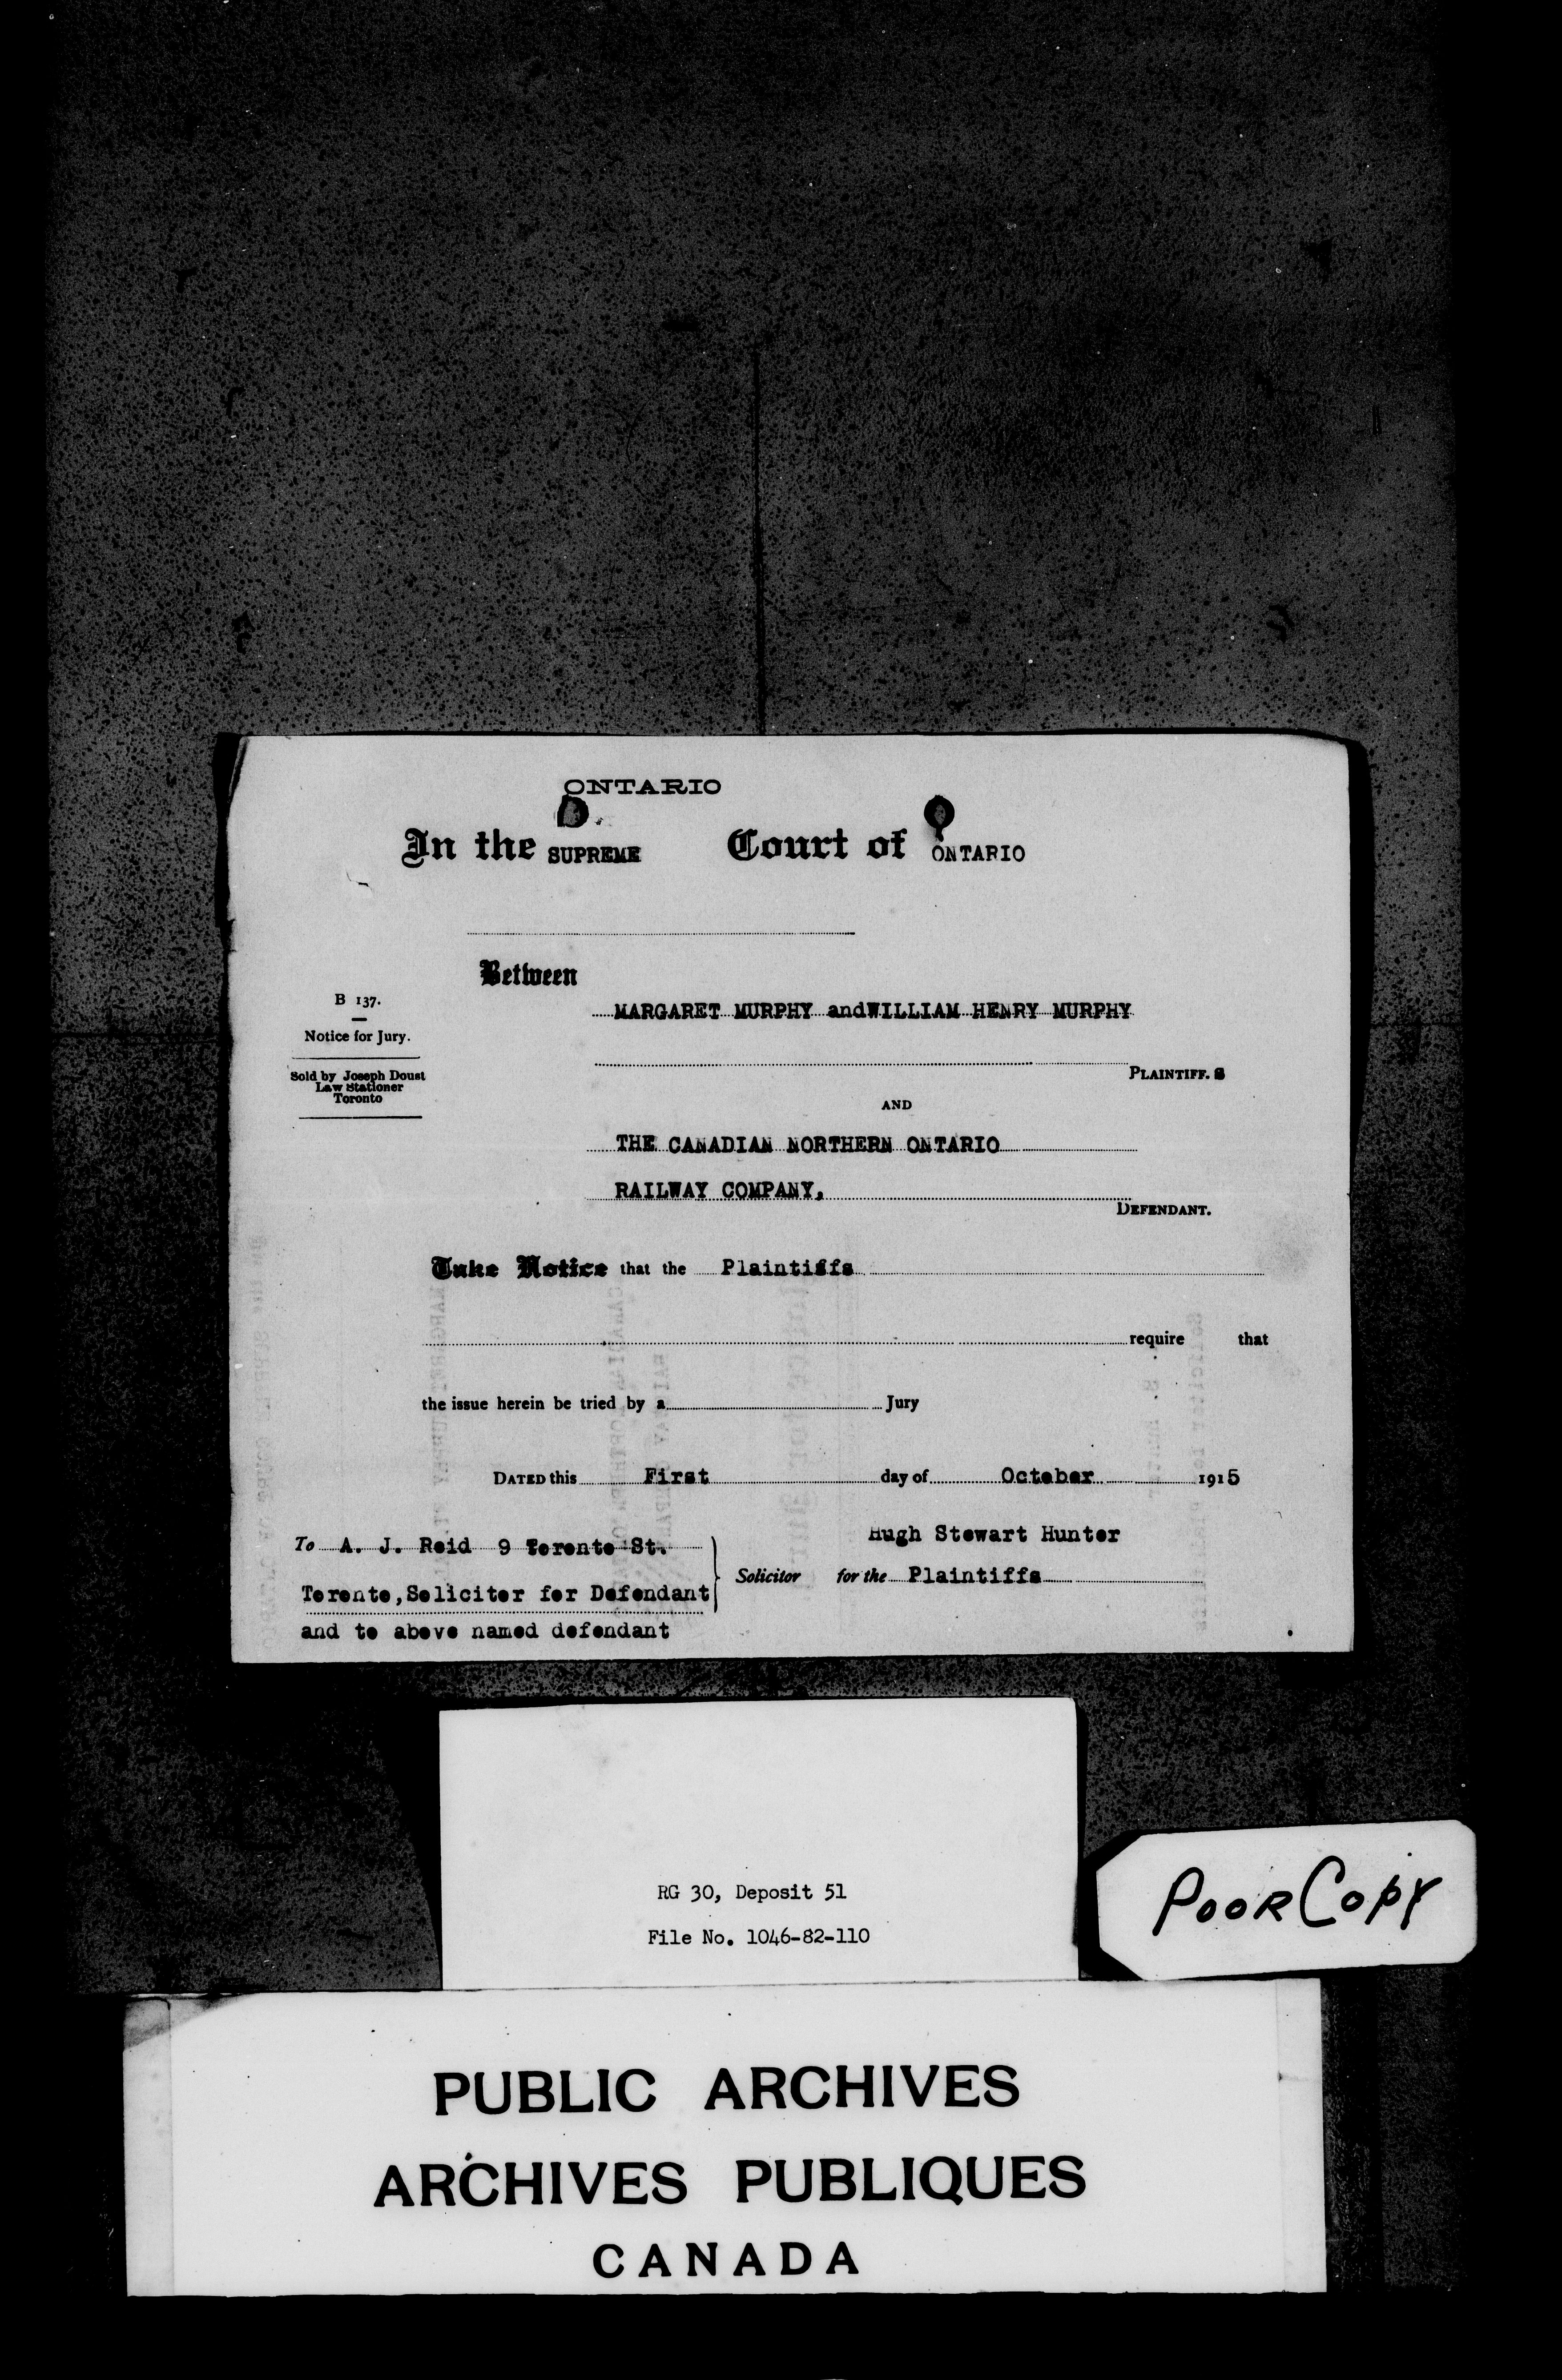 ONTARIO
In the SUPREME Court of ONTARIO
Between
B 137.
Notice for Jury.
Sold by Joseph Doust
Law Stationer
Toronto
MARGARET MURPHY andWILLIAM HENRY MURPHY
PLAINTIFF. S
AND
THE CANADIAN NORTHERN ONTARIO
RAILWAY COMPANY,
DEFENDANT.
Take Notice that the Plaintiffs
require that
the issue herein be tried by a Jury
DATED this First day of October 1915
To A. J. Reid 9 Toronto St.
Toronto, Solicitor for Defendant
and to above named defendant
Hugh Stewart Hunter
Solicitor for the Plaintiffs
RG 30, Deposit 51
File No. 1046-82-110
POOR COPY
PUBLIC ARCHIVES
ARCHIVES PUBLIQUES
CANADA